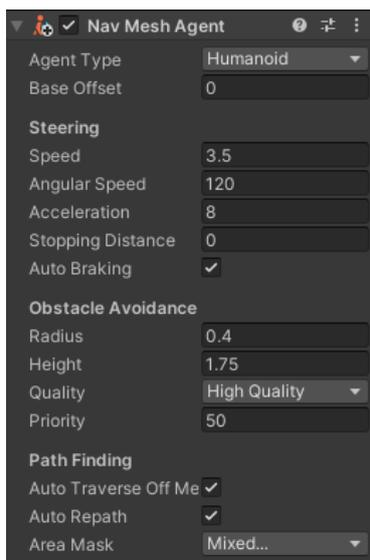 Nav Mesh Agent
Agent Type Humanoid
Base Offset 0
Steering
Speed 3.5
Angular Speed 120
Acceleration 8
Stopping Distance 0
Auto Braking
Obstacle Avoidance
Radius 0.4
Height 1.75
Quality High Quality
Priority 50
Path Finding
Auto Traverse Off Me
Auto Repath
Area Mask Mixed...